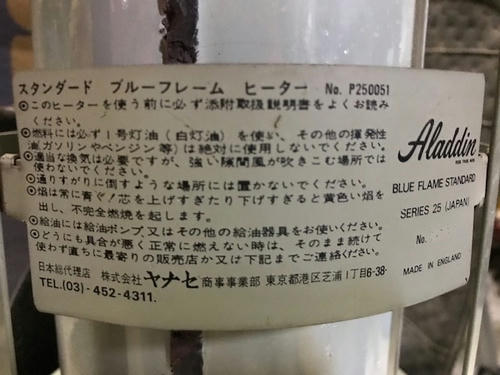 スタンダード ブルーフレーム ヒーター No. P250051
⦿このヒーターを使う前に必ず添附取扱説明書をよくお読み
ください。
⦿燃料には必ず1号灯油(白灯油)を使い、その他の揮発性
油(ガソリンやベンジン等)は絶対に使用しないでください。
⦿適当な換気は必要ですが、強い隙間風が吹きこむ場所では
使わないでください。
⦿通りすがりに倒すような場所には置かないでください。
⦿焰は常に青ぐ芯を上げすぎたり下げすぎると黄色い焰を
出し、不完全燃焼を起します。
⦿給油には給油ポンプ又はその他の給油器具をお使いください。
⦿どうにも具合が悪く正常に燃えない時は、そのまま続けて
使わず直ちに最寄りの販売店か又は下記までご連絡ください。
日本総代理店 株式会社ヤナセ 商事事業部 東京都港区芝浦1丁目6-38
TEL.(03)-452-4311.
Aladdin
BLUE FLAME STANDARD
SERIES 25 (JAPAN)
No.
MADE IN ENGLAND